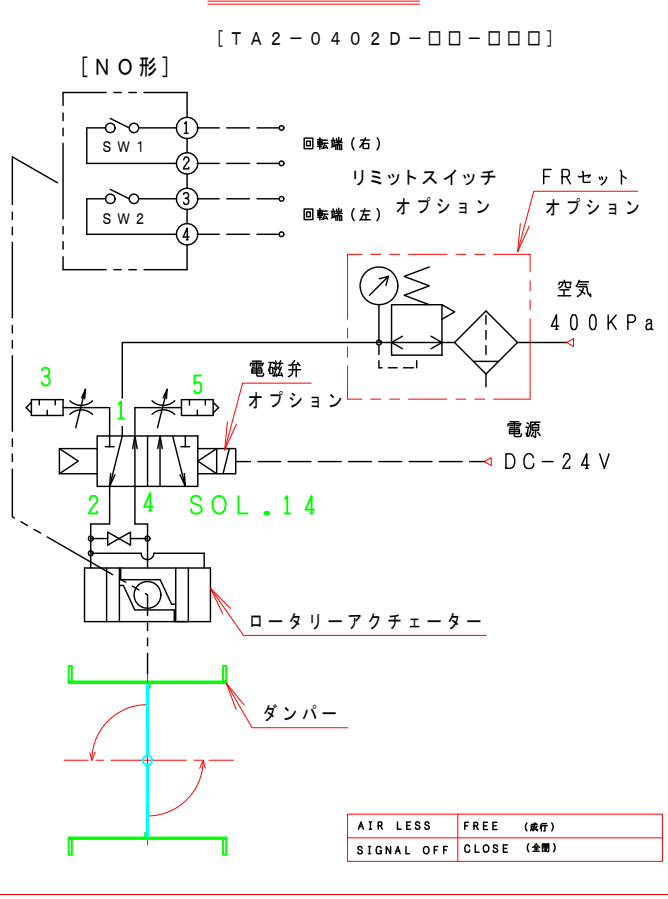 [TA2-0402D-□□-□□□]
[NO形]
1
SW1
回転端(右)
2
リミットスイッチ
オプション
FRセット
オプション
3
SW2
回転端(左)
4
空気
400KPa
3
電磁弁
オプション
5
1
電源
DC-24V
2
4
SOL.14
ロータリーアクチェーター
ダンパー
AIR LESS FREE (成行)
SIGNAL OFF CLOSE (全閉)